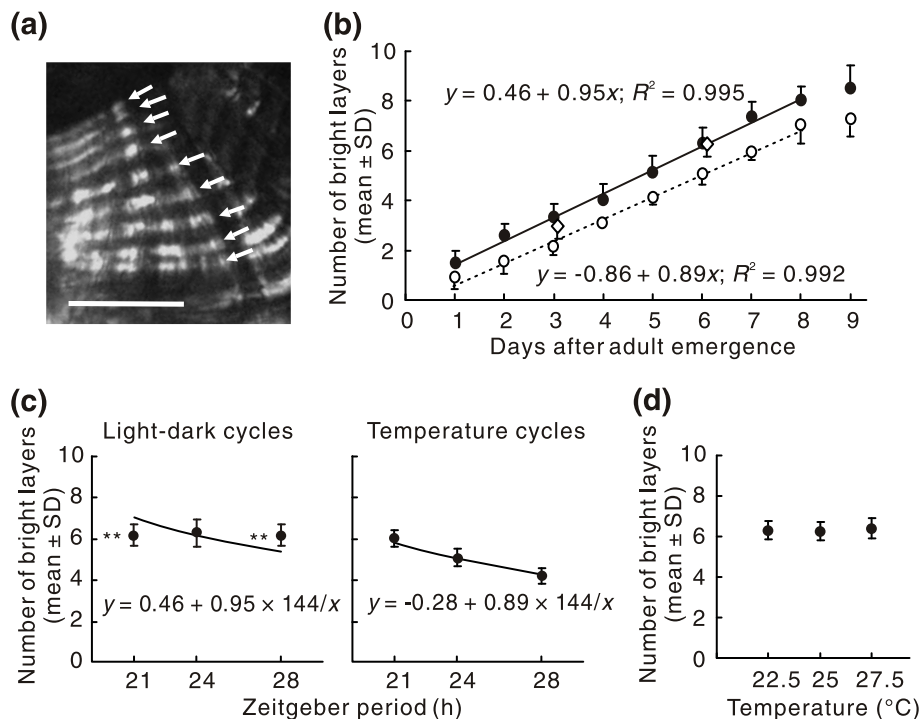 (a)
(b)
Number of bright layers
(mean ± SD)
10
8
6
4
2
0
y = 0.46 + 0.95x; R² = 0.995
y = -0.86 + 0.89x; R² = 0.992
0 1 2 3 4 5 6 7 8 9
Days after adult emergence
(c)
Light-dark cycles
Temperature cycles
Number of bright layers
(mean ± SD)
10
8
6
4
2
0
** **
y = 0.46 + 0.95 × 144/x
y = -0.28 + 0.89 × 144/x
21 24 28
21 24 28
Zeitgeber period (h)
(d)
Number of bright layers
(mean ± SD)
10
8
6
4
2
0
22.5 25 27.5
Temperature (°C)